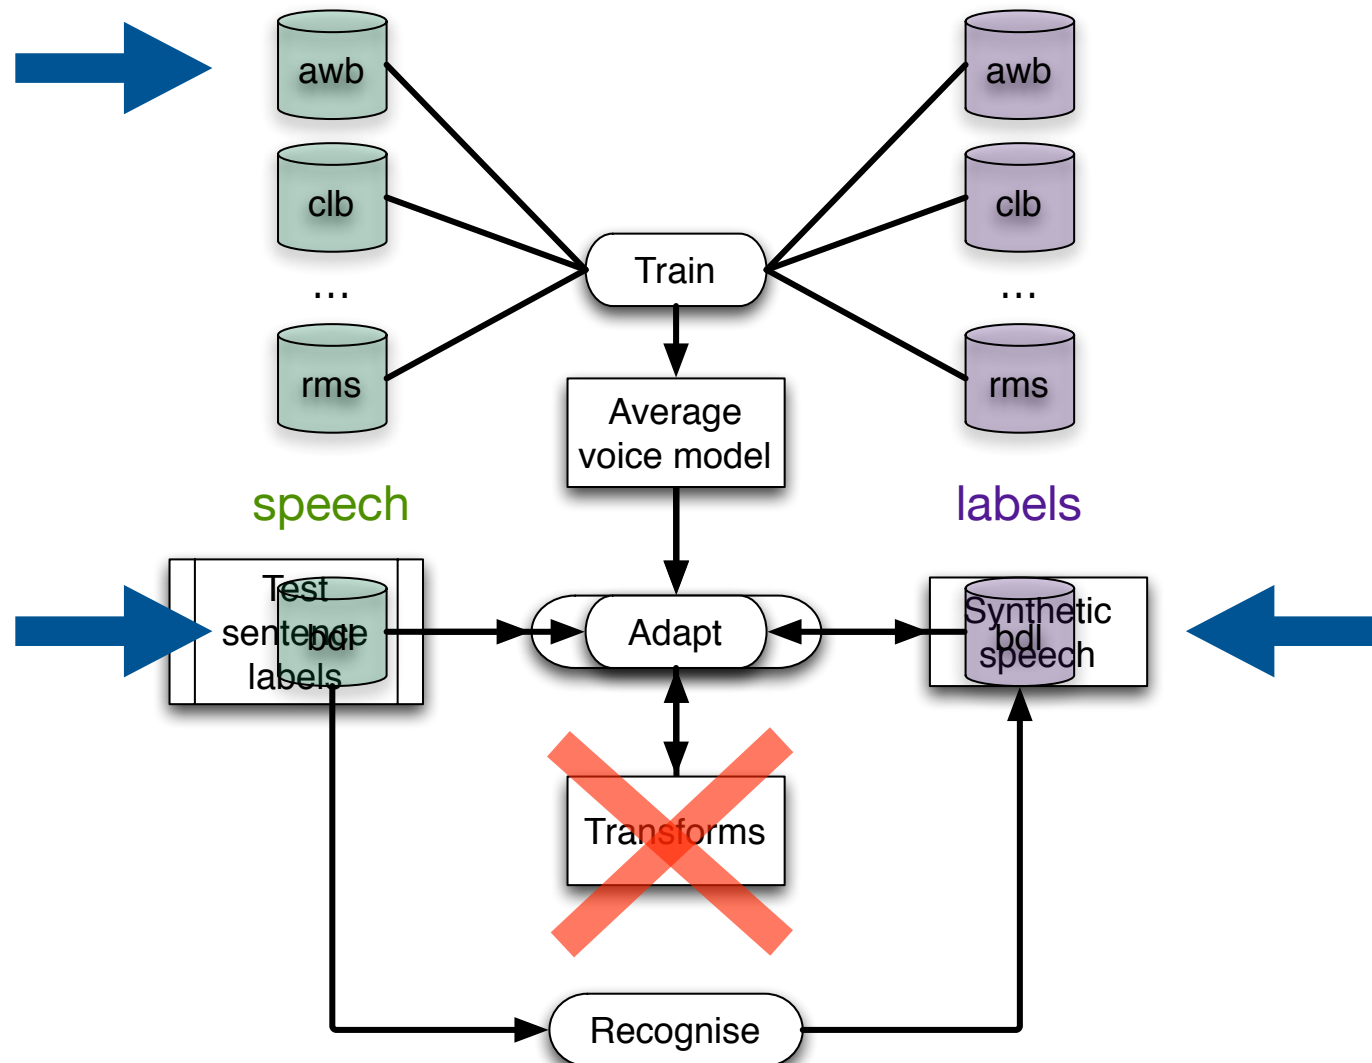 awb
awb
clb
clb
Train
...
...
rms
rms
Average
voice model
speech
labels
Test
sentence
labels
bdl
Adapt
Synthetic
speech
bdl
Transforms
Recognise